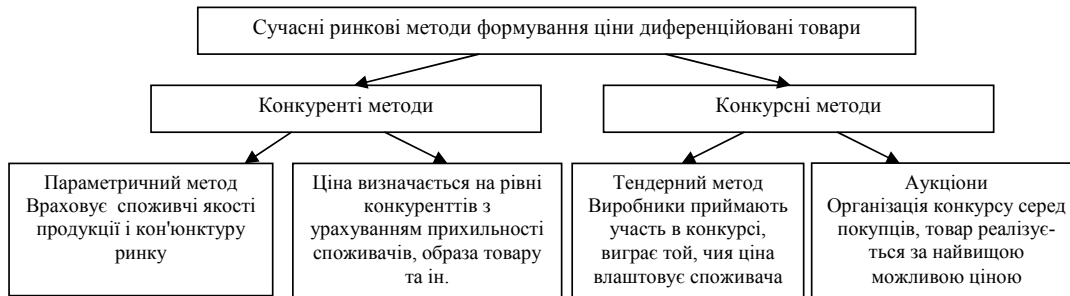 Сучасні ринкові методи формування ціни диференційовані товари
Конкуренті методи
Конкурсні методи
Параметричний метод
Враховує споживчі якості
продукції і кон'юнктуру
ринку
Ціна визначається на рівні
конкуренттів з
урахуванням прихильності
споживачів, образа товару
та ін.
Тендерний метод
Виробники приймають
участь в конкурсі,
виграє той, чия ціна
влаштовує споживача
Аукціони
Організація конкурсу серед
покупців, товар реалізує-
ться за найвищою
можливою ціною